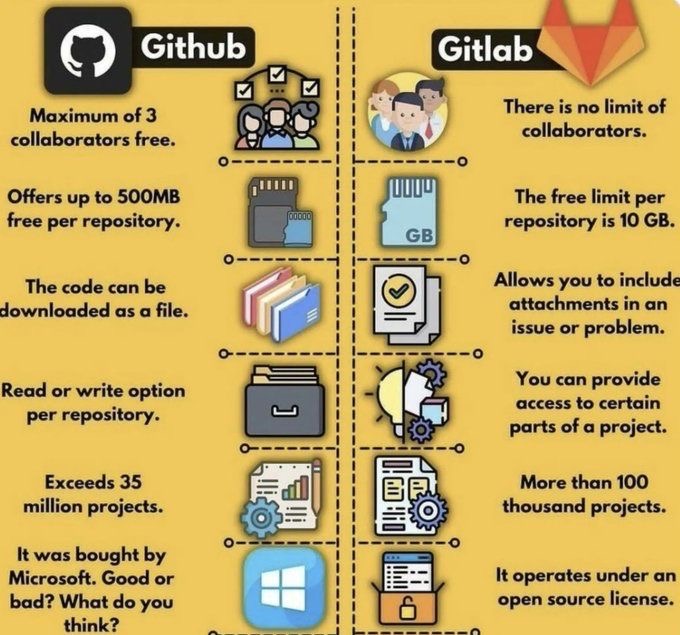 Github
Gitlab
Maximum of 3
collaborators free.
There is no limit of
collaborators.
Offers up to 500MB
free per repository.
GB
The free limit per
repository is 10 GB.
The code can be
downloaded as a file.
Allows you to include
attachments in an
issue or problem.
Read or write option
per repository.
You can provide
access to certain
parts of a project.
Exceeds 35
million projects.
More than 100
thousand projects.
It was bought by
Microsoft. Good or
bad? What do you
think?
It operates under an
open source license.